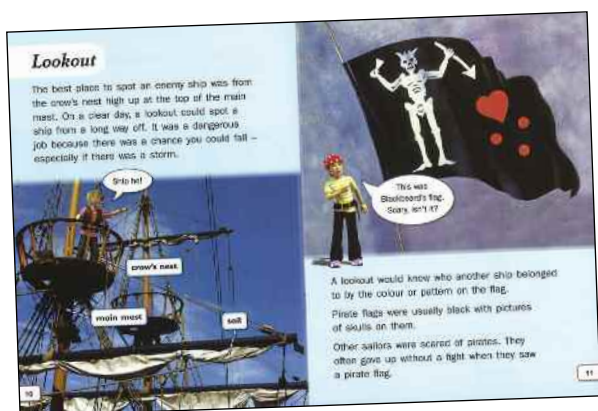 Lookout
The best place to spot an enemy ship was from
the crow's nest high up at the top of the main
mast. On a clear day, a lookout could spot a
ship from a long way off. It was a dangerous
job because there was a chance you could fall –
especially if there was a storm.
Ship ho!
crow's nest
main mast
sail
10
This was
Blackbeard's flag.
Scary, isn't it?
A lookout would know who another ship belonged
to by the colour or pattern on the flag.
Pirate flags were usually black with pictures
of skulls on them.
Other sailors were scared of pirates. They
often gave up without a fight when they saw
a pirate flag.
11